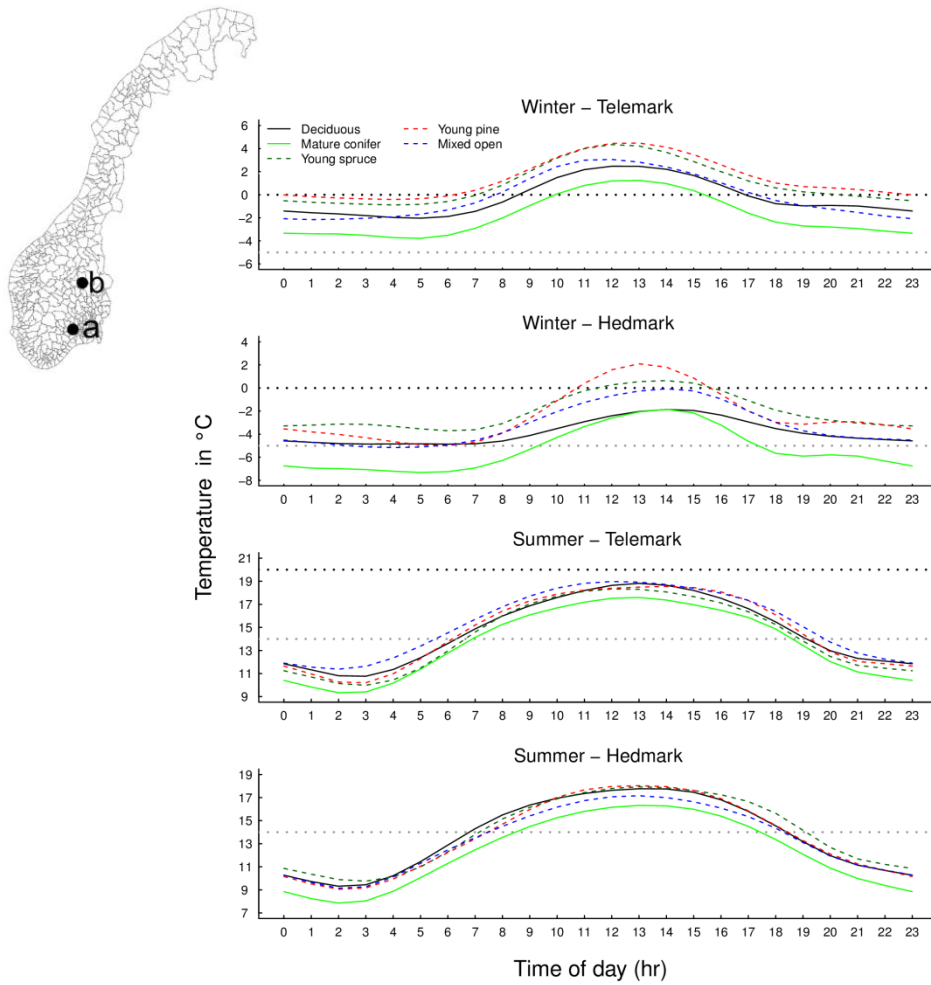 Winter – Telemark
Deciduous
Mature conifer
Young spruce
Young pine
Mixed open
6
4
2
0
−2
−4
−6
0 1 2 3 4 5 6 7 8 9 10 11 12 13 14 15 16 17 18 19 20 21 22 23
b
a
Winter – Hedmark
4
2
0
−2
−4
−6
−8
0 1 2 3 4 5 6 7 8 9 10 11 12 13 14 15 16 17 18 19 20 21 22 23
Temperature in °C
Summer – Telemark
21
19
17
15
13
11
9
0 1 2 3 4 5 6 7 8 9 10 11 12 13 14 15 16 17 18 19 20 21 22 23
Summer – Hedmark
19
17
15
13
11
9
7
0 1 2 3 4 5 6 7 8 9 10 11 12 13 14 15 16 17 18 19 20 21 22 23
Time of day (hr)